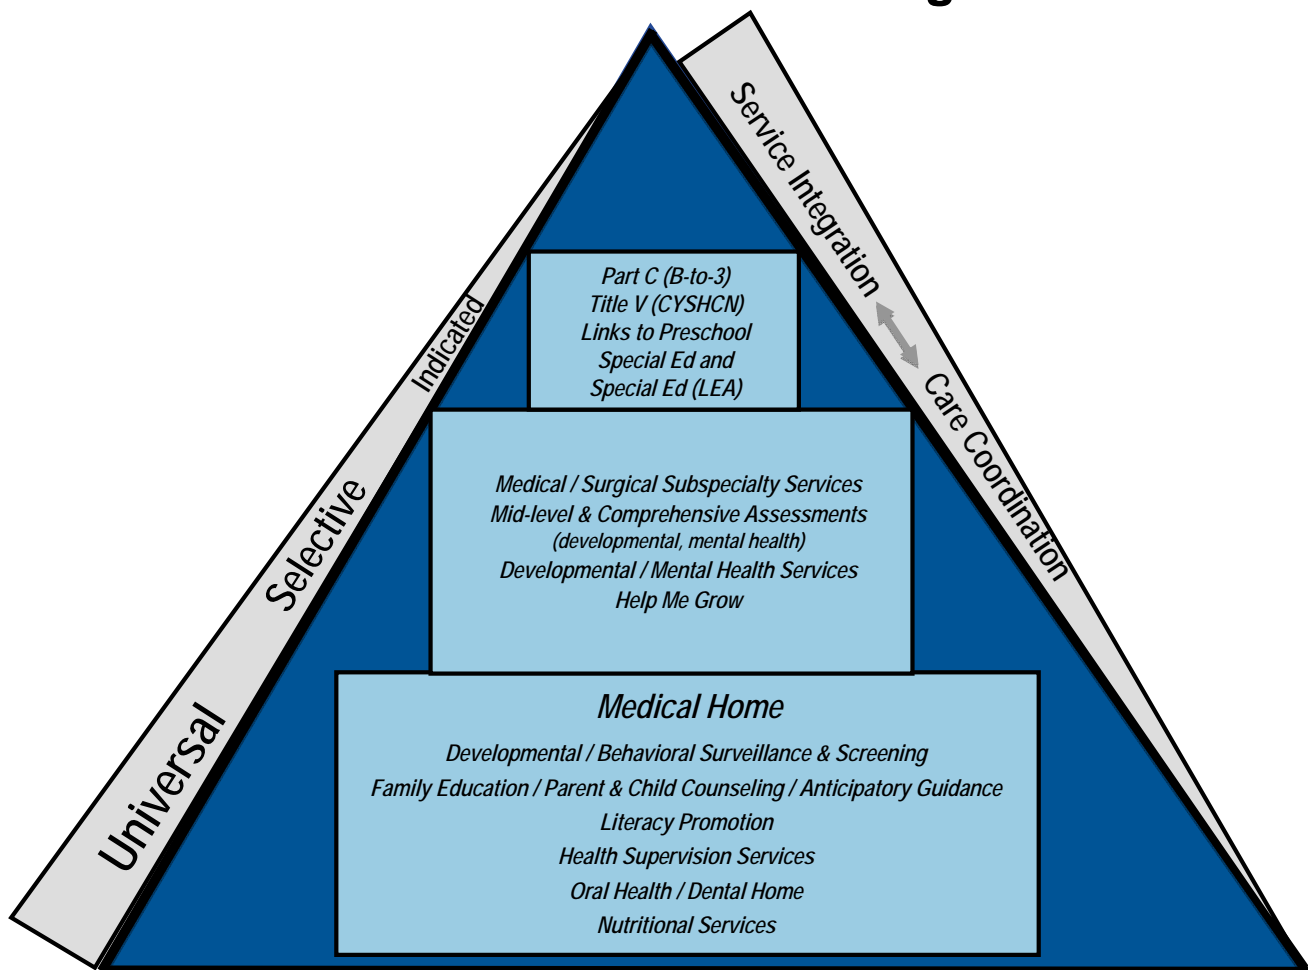 Service Integration
Care Coordination
Indicated
Selective
Universal
Part C (B-to-3)
Title V (CYSHCN)
Links to Preschool
Special Ed and
Special Ed (LEA)
Medical / Surgical Subspecialty Services
Mid-level & Comprehensive Assessments
(developmental, mental health)
Developmental / Mental Health Services
Help Me Grow
Medical Home
Developmental / Behavioral Surveillance & Screening
Family Education / Parent & Child Counseling / Anticipatory Guidance
Literacy Promotion
Health Supervision Services
Oral Health / Dental Home
Nutritional Services